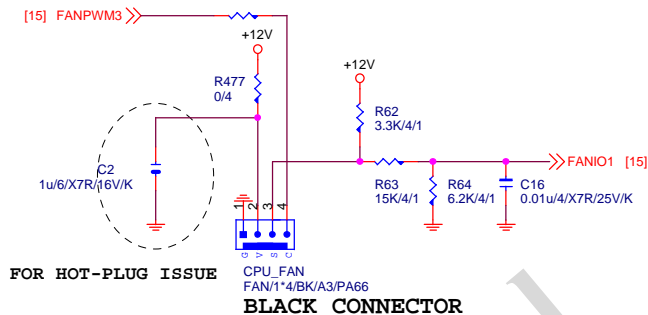 [15] FANPWM3
+12V
R477
0/4
+12V
R62
3.3K/4/1
C2
1u/6/X7R/16V/K
FANIO1 [15]
R63
15K/4/1
R64
6.2K/4/1
C16
0.01u/4/X7R/25V/K
1 2 3 4
G V S C
FOR HOT-PLUG ISSUE
CPU_FAN
FAN/1*4/BK/A3/PA66
BLACK CONNECTOR